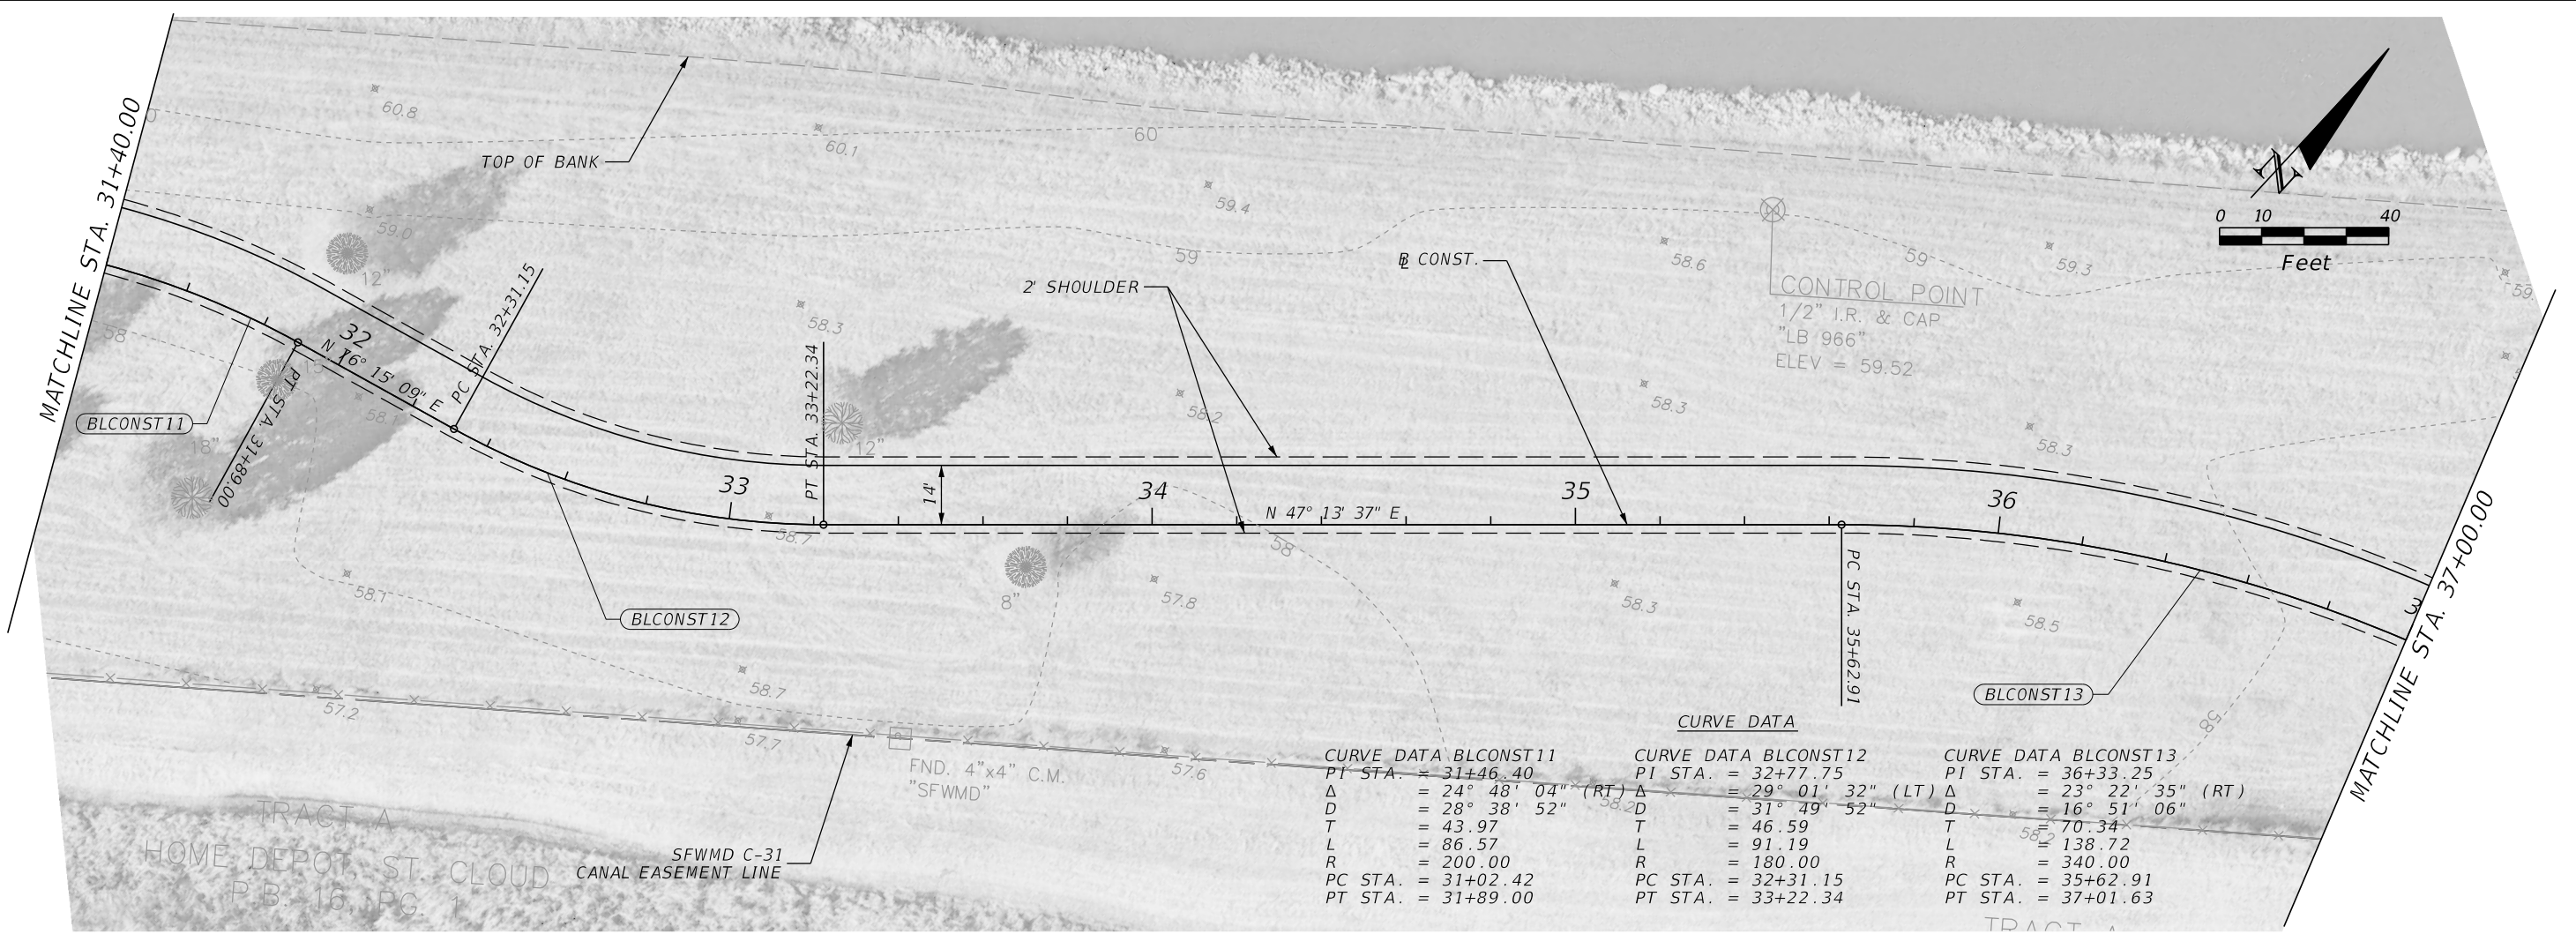 MATCHLINE STA. 31+40.00
60.8
TOP OF BANK
60.1
60
59.4
59.0
12"
59
CONTROL POINT
1/2" I.R. & CAP
"LB 966"
ELEV = 59.52
58.6
59
59.3
59.
N
0 10 40
Feet
58
BLCONST11
32
N 76° 15' 09" E
PT STA. 31+89.00
PC STA. 32+31.15
18"
58.3
2' SHOULDER
BL CONST.
58.2
58.3
58.3
PT STA. 33+22.34
12"
33
14'
34
35
36
N 47° 13' 37" E
58.7
58
58.1
8"
57.8
58.3
58.5
BLCONST12
PC STA. 35+62.91
BLCONST13
3
MATCHLINE STA. 37+00.00
57.2
58.7
57.7
FND. 4"x4" C.M.
"SFWMD"
57.6
58
58.2
58.2
SFWMD C-31
CANAL EASEMENT LINE
TRACT A
HOME DEPOT, ST. CLOUD
P.B. 16, PG. 1
CURVE DATA
CURVE DATA BLCONST11
PI STA. = 31+46.40
Δ = 24° 48' 04" (RT)
D = 28° 38' 52"
T = 43.97
L = 86.57
R = 200.00
PC STA. = 31+02.42
PT STA. = 31+89.00
CURVE DATA BLCONST12
PI STA. = 32+77.75
Δ = 29° 01' 32" (LT)
D = 31° 49' 52"
T = 46.59
L = 91.19
R = 180.00
PC STA. = 32+31.15
PT STA. = 33+22.34
CURVE DATA BLCONST13
PI STA. = 36+33.25
Δ = 23° 22' 35" (RT)
D = 16° 51' 06"
T = 70.34
L = 138.72
R = 340.00
PC STA. = 35+62.91
PT STA. = 37+01.63
TRACT A